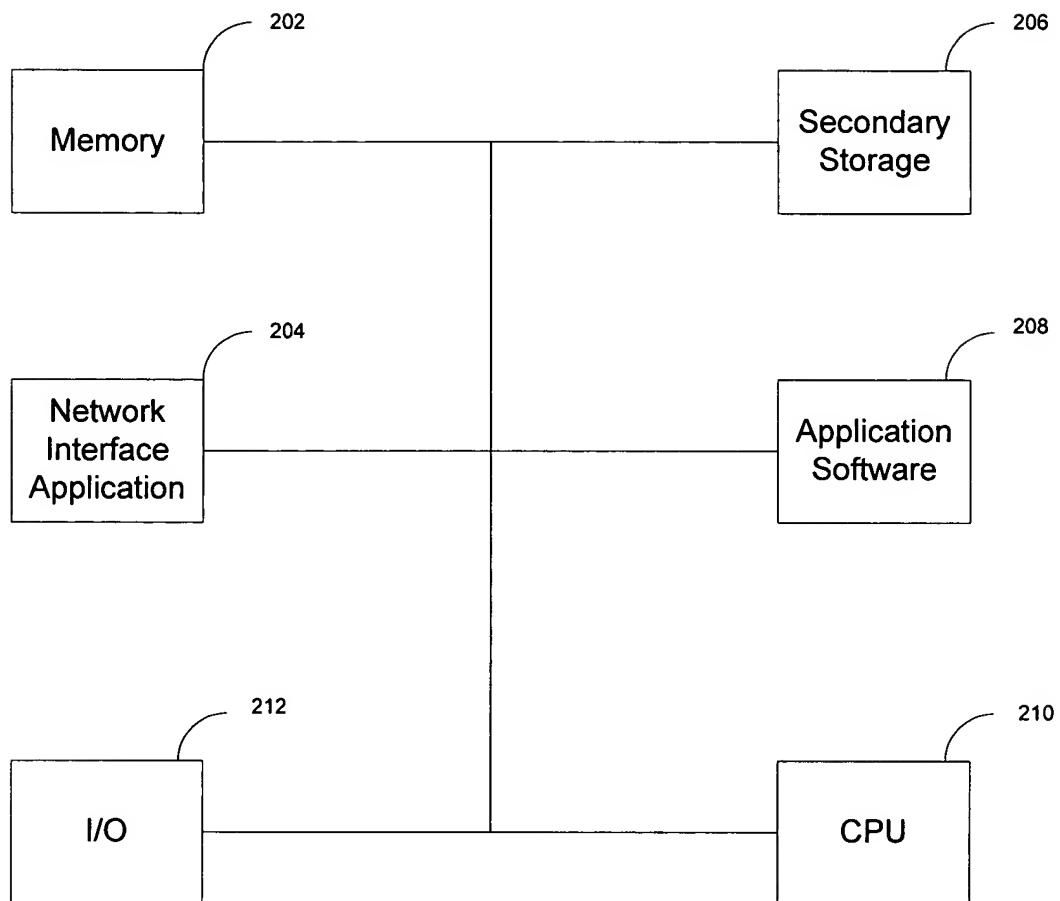 202
Memory
206
Secondary
Storage
204
Network
Interface
Application
208
Application
Software
212
I/O
210
CPU